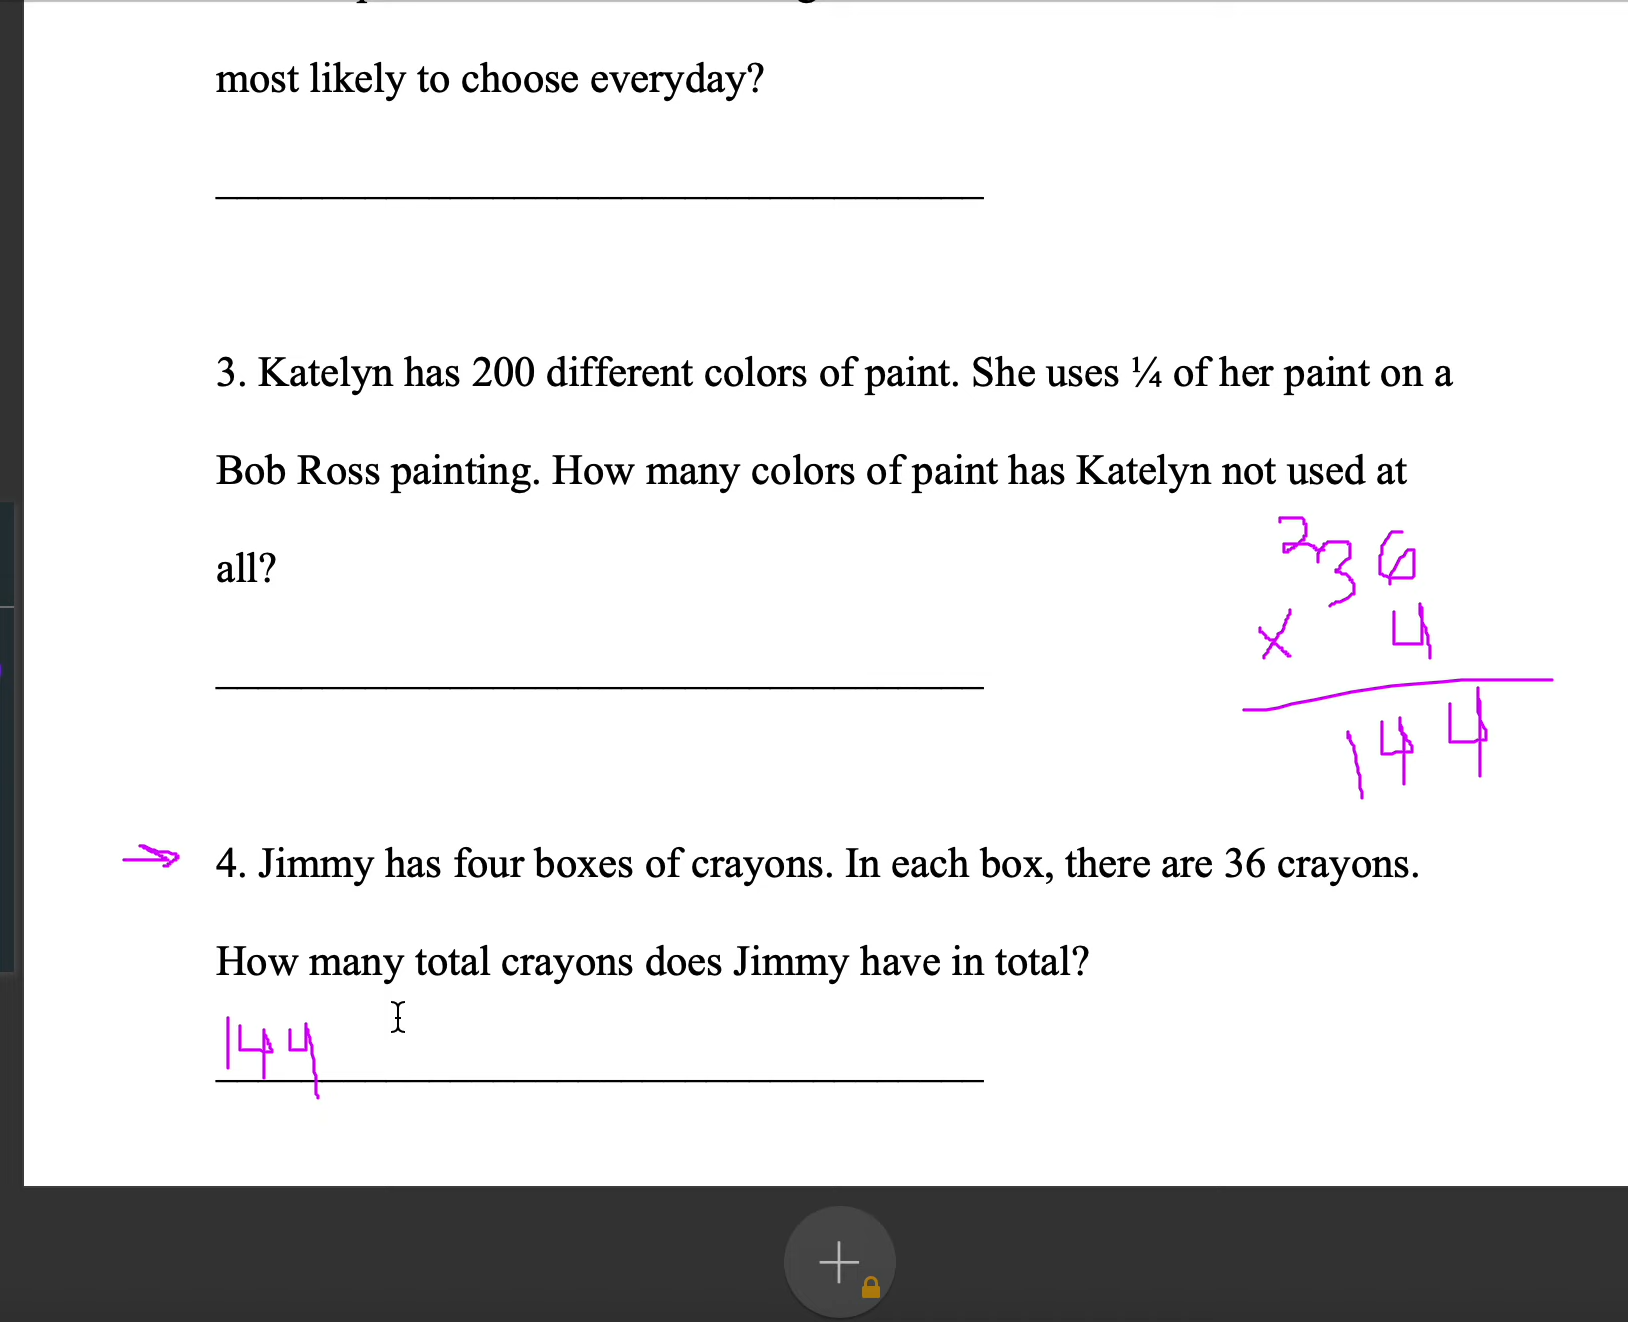 most likely to choose everyday?
3. Katelyn has 200 different colors of paint. She uses ¼ of her paint on a
Bob Ross painting. How many colors of paint has Katelyn not used at
all?
2 36
x 4
144
4. Jimmy has four boxes of crayons. In each box, there are 36 crayons.
How many total crayons does Jimmy have in total?
144